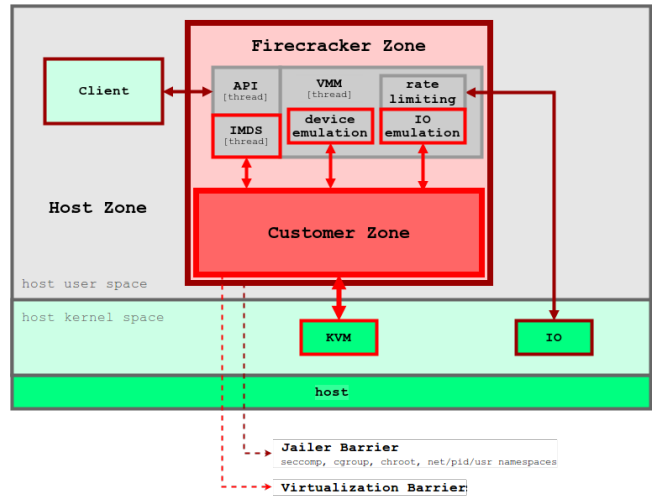 Firecracker Zone
Client
API
[thread]
VMM
[thread]
rate
limiting
IMDS
[thread]
device
emulation
IO
emulation
Host Zone
Customer Zone
host user space
host kernel space
KVM
IO
host
Jailer Barrier
seccomp, cgroup, chroot, net/pid/usr namespaces
Virtualization Barrier